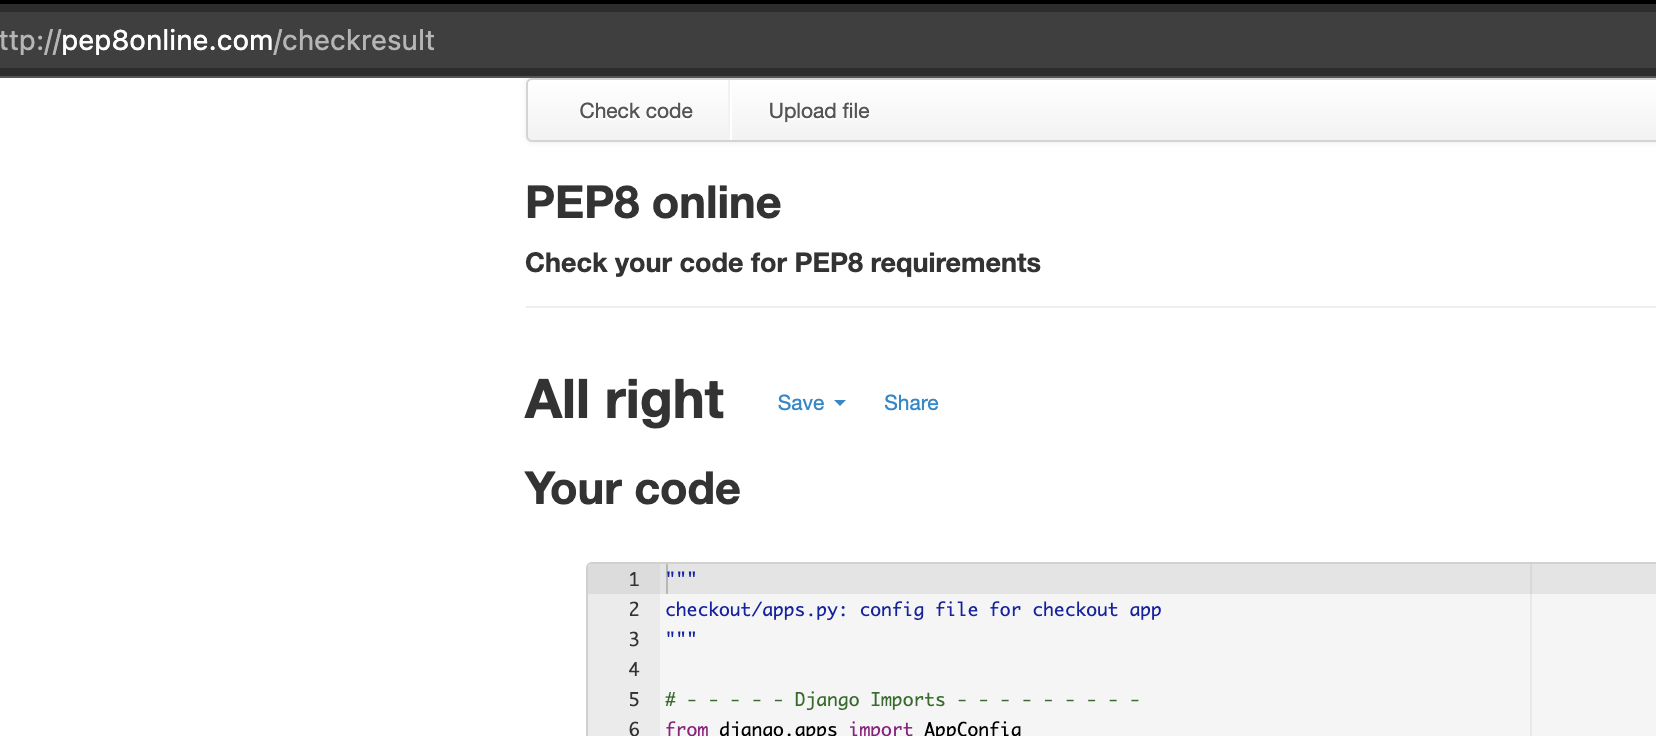 ttp://pep8online.com/checkresult
Check code Upload file
PEP8 online
Check your code for PEP8 requirements
All right Save Share
Your code
1 """
2 checkout/apps.py: config file for checkout app
3 """
4
5 # - - - - - Django Imports - - - - - - - - -
6 from django.apps import AppConfig